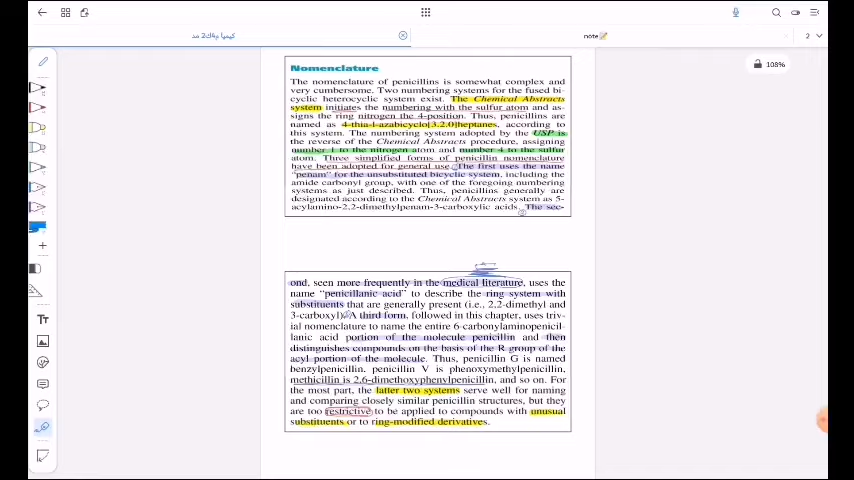 كيميا م4ك2 مد
note📝
2
108%
Nomenclature
The nomenclature of penicillins is somewhat complex and
very cumbersome. Two numbering systems for the fused bi-
cyclic heterocyclic system exist. The Chemical Abstracts
system initiates the numbering with the sulfur atom and as-
signs the ring nitrogen the 4-position. Thus, penicillins are
named as 4-thia-l-azabicyclo[3.2.0]heptanes, according to
this system. The numbering system adopted by the USP is
the reverse of the Chemical Abstracts procedure, assigning
number 1 to the nitrogen atom and number 4 to the sulfur
atom. Three simplified forms of penicillin nomenclature
have been adopted for general use. The first uses the name
"penam" for the unsubstituted bicyclic system, including the
amide carbonyl group, with one of the foregoing numbering
systems as just described. Thus, penicillins generally are
designated according to the Chemical Abstracts system as 5-
acylamino-2,2-dimethylpenam-3-carboxylic acids. The sec-
ond, seen more frequently in the medical literature, uses the
name "penicillanic acid" to describe the ring system with
substituents that are generally present (i.e., 2,2-dimethyl and
3-carboxyl). A third form, followed in this chapter, uses triv-
ial nomenclature to name the entire 6-carbonylaminopenicil-
lanic acid portion of the molecule penicillin and then
distinguishes compounds on the basis of the R group of the
acyl portion of the molecule. Thus, penicillin G is named
benzylpenicillin, penicillin V is phenoxymethylpenicillin,
methicillin is 2,6-dimethoxyphenylpenicillin, and so on. For
the most part, the latter two systems serve well for naming
and comparing closely similar penicillin structures, but they
are too restrictive to be applied to compounds with unusual
substituents or to ring-modified derivatives.